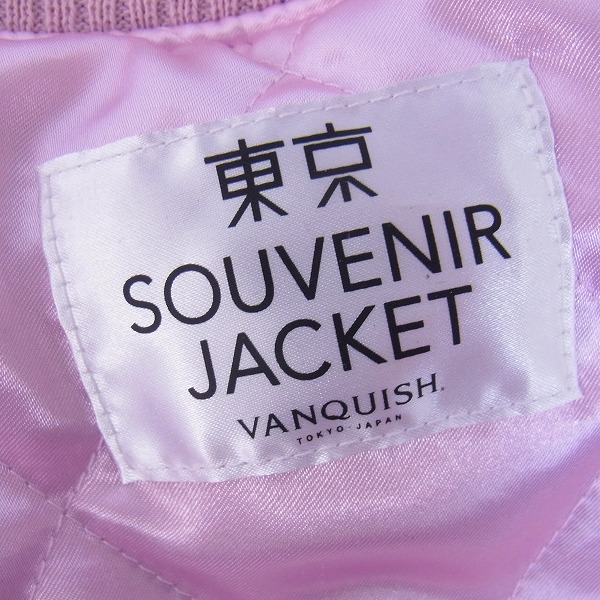 東京
SOUVENIR
JACKET
VANQUISH.
TOKYO-JAPAN